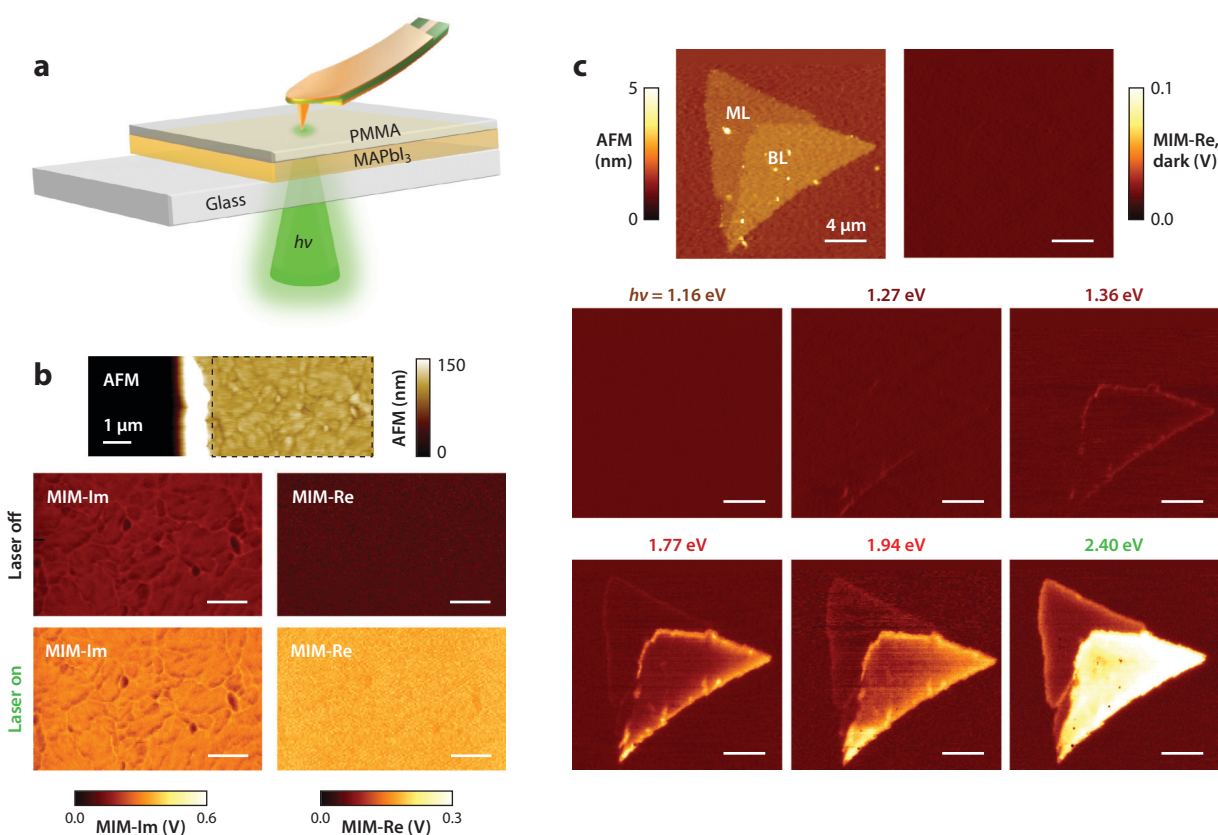 a
PMMA
MAPbI₃
Glass
hν
b
AFM
1 μm
AFM (nm)
150
0
Laser off
MIM-Im
MIM-Re
Laser on
MIM-Im
MIM-Re
0.0
0.6
MIM-Im (V)
0.0
0.3
MIM-Re (V)
c
AFM
(nm)
5
0
ML
BL
4 μm
0.1
0.0
MIM-Re,
dark (V)
hν = 1.16 eV
1.27 eV
1.36 eV
1.77 eV
1.94 eV
2.40 eV